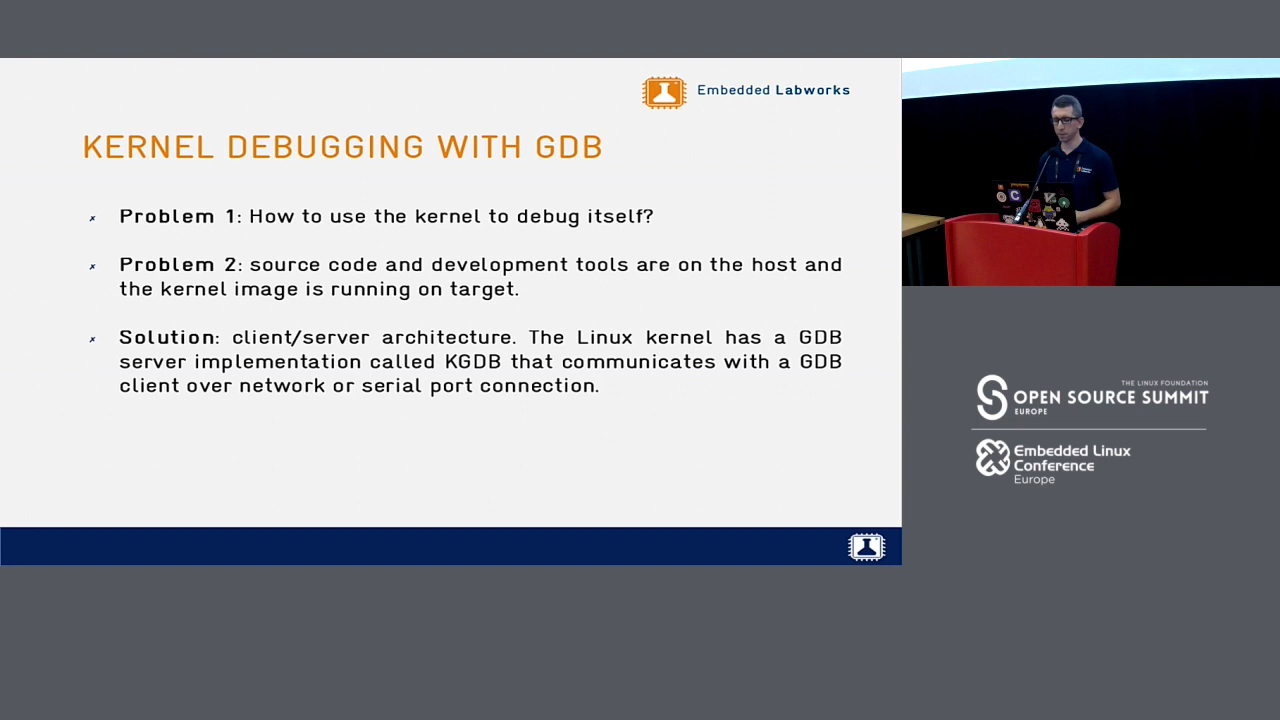 Embedded Labworks
KERNEL DEBUGGING WITH GDB
Problem 1: How to use the kernel to debug itself?
Problem 2: source code and development tools are on the host and
the kernel image is running on target.
Solution: client/server architecture. The Linux kernel has a GDB
server implementation called KGDB that communicates with a GDB
client over network or serial port connection.
THE LINUX FOUNDATION
OPEN SOURCE SUMMIT
EUROPE
Embedded Linux
Conference
Europe